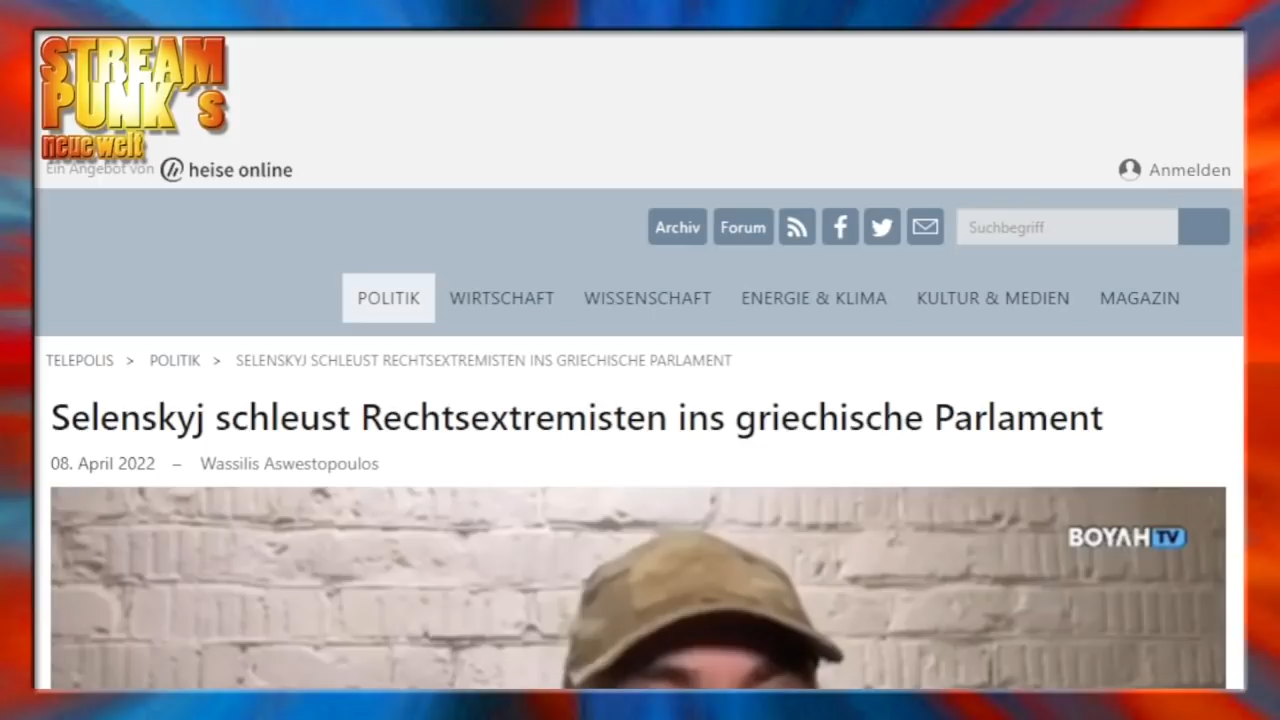 STREAM
PUNK´s
neue welt
Ein Angebot von heise online
Anmelden
Archiv Forum Suchbegriff
POLITIK WIRTSCHAFT WISSENSCHAFT ENERGIE & KLIMA KULTUR & MEDIEN MAGAZIN
TELEPOLIS > POLITIK > SELENSKYJ SCHLEUST RECHTSEXTREMISTEN INS GRIECHISCHE PARLAMENT
Selenskyj schleust Rechtsextremisten ins griechische Parlament
08. April 2022 – Wassilis Aswestopoulos
BOYAH TV